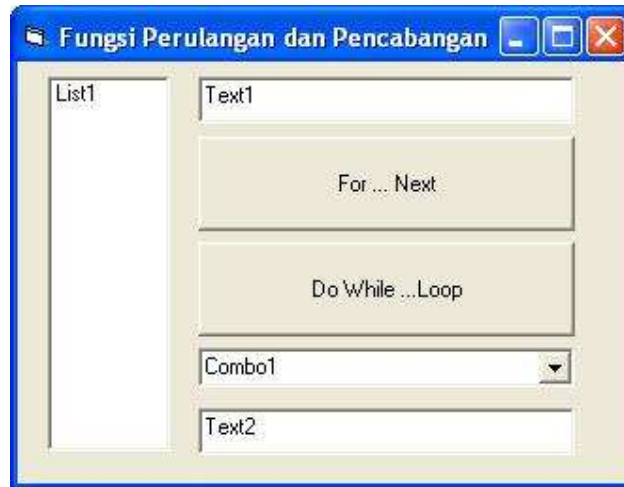 Fungsi Perulangan dan Pencabangan
List1
Text1
For ... Next
Do While ...Loop
Combo1
Text2